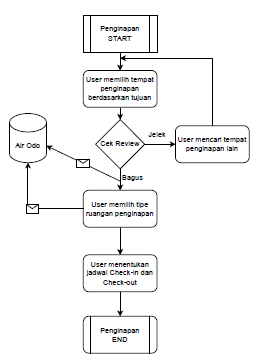 Penginapan
START
User memilih tempat
penginapan
berdasarkan tujuan
Cek Review
Jelek
User mencari tempat
penginapan lain
Air Odo
Bagus
User memilih tipe
ruangan penginapan
User menentukan
jadwal Check-in dan
Check-out
Penginapan
END